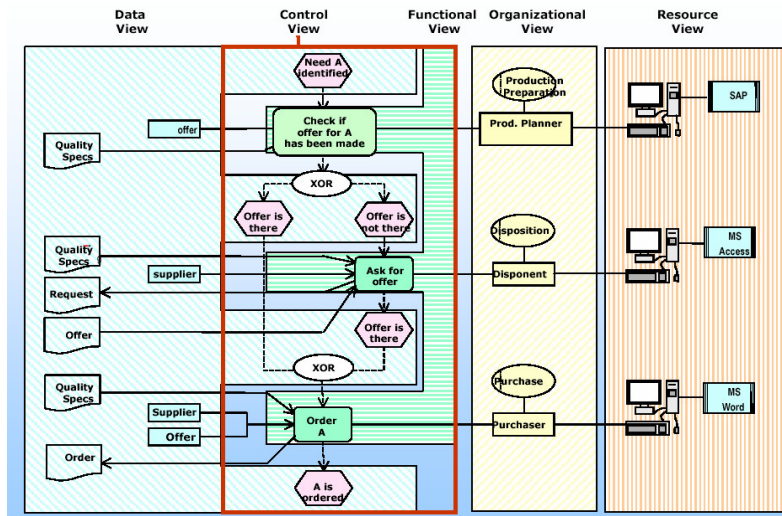 Data
View
Control
View
Functional
View
Organizational
View
Resource
View
Need A
identified
Production
Preparation
SAP
offer
Check if
offer for A
has been made
Prod. Planner
Quality
Specs
XOR
Offer is
there
Offer is
not there
Disposition
MS
Access
Quality
Specs
supplier
Ask for
offer
Disponent
Request
Offer
Offer is
there
XOR
Quality
Specs
Purchase
MS
Word
Supplier
Offer
Order
A
Purchaser
Order
A is
ordered